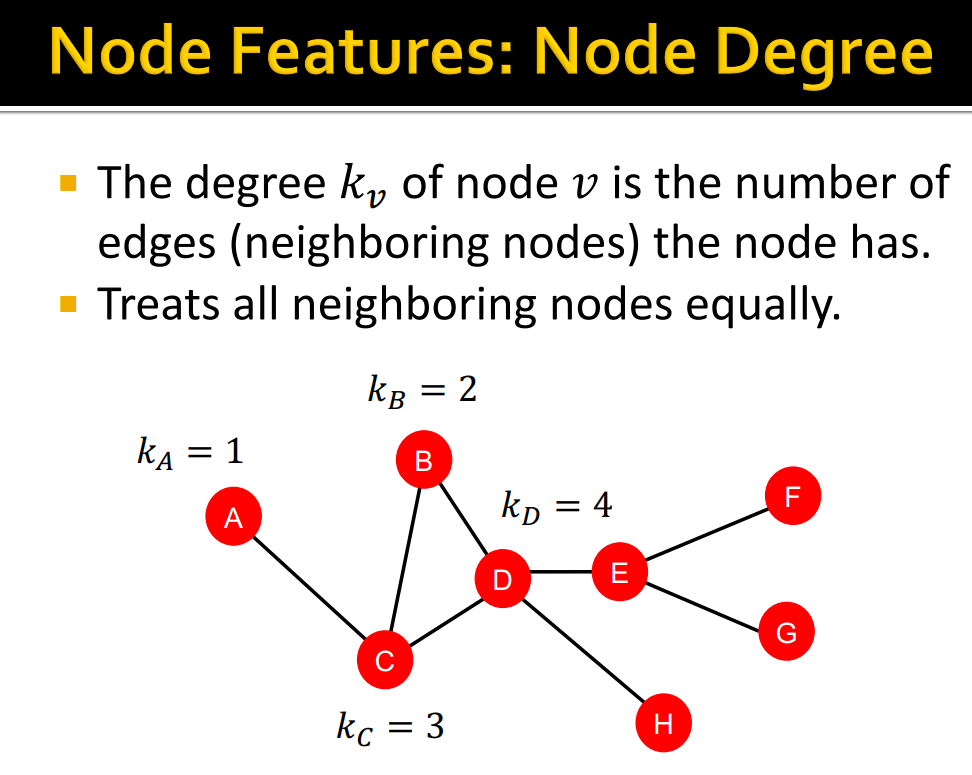 Node Features: Node Degree
▪ The degree k_v of node v is the number of
edges (neighboring nodes) the node has.
▪ Treats all neighboring nodes equally.
k_B = 2
k_A = 1
B
k_D = 4
F
A
D
E
G
C
k_C = 3
H